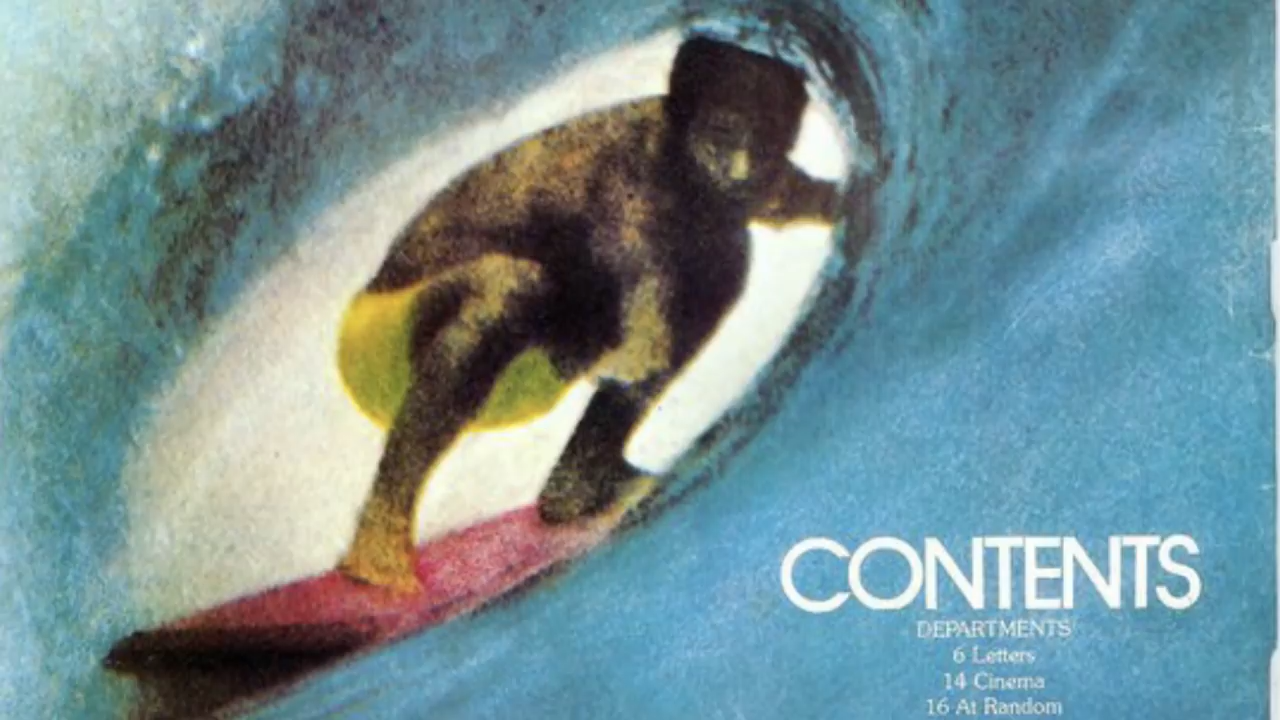 CONTENTS
DEPARTMENTS
6 Letters
14 Cinema
16 At Random